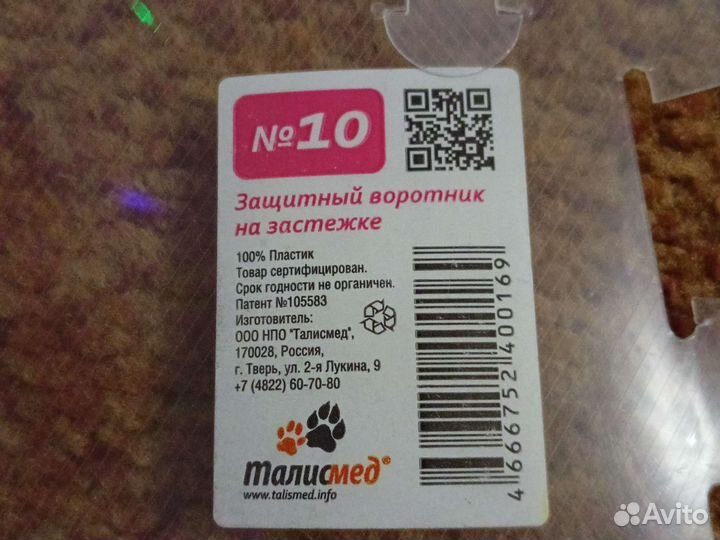 №10
Защитный воротник
на застежке
100% Пластик
Товар сертифицирован.
Срок годности не органичен.
Патент №105583
Изготовитель:
ООО НПО "Талисмед",
170028, Россия,
г. Тверь, ул. 2-я Лукина, 9
+7 (4822) 60-70-80
Талисмед®
www.talismed.info
4 666752 400169
Avito